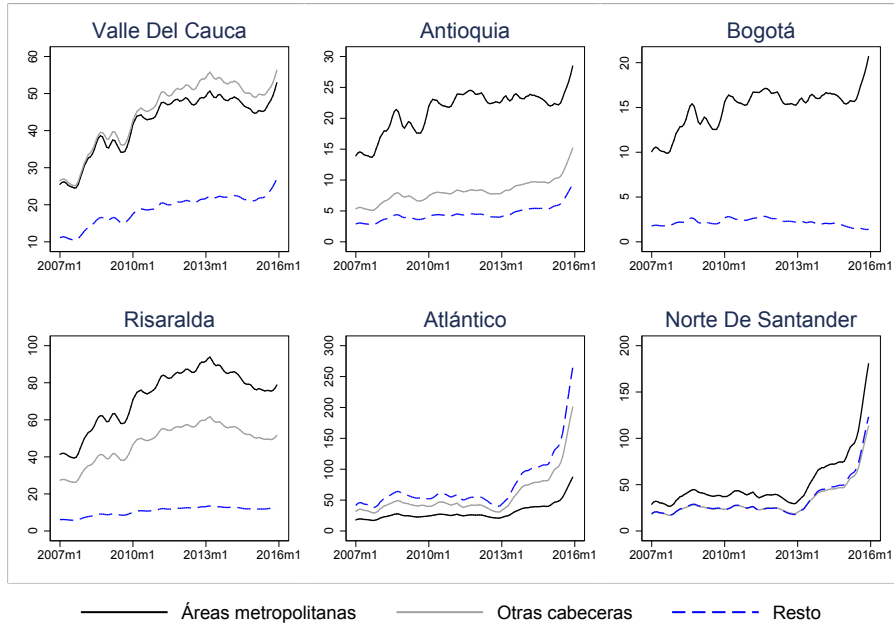 Valle Del Cauca
10 20 30 40 50 60
2007m1 2010m1 2013m1 2016m1
Antioquia
0 5 10 15 20 25 30
2007m1 2010m1 2013m1 2016m1
Bogotá
0 5 10 15 20
2007m1 2010m1 2013m1 2016m1
Risaralda
0 20 40 60 80 100
2007m1 2010m1 2013m1 2016m1
Atlántico
0 50 100 150 200 250 300
2007m1 2010m1 2013m1 2016m1
Norte De Santander
0 50 100 150 200
2007m1 2010m1 2013m1 2016m1
Áreas metropolitanas Otras cabeceras Resto